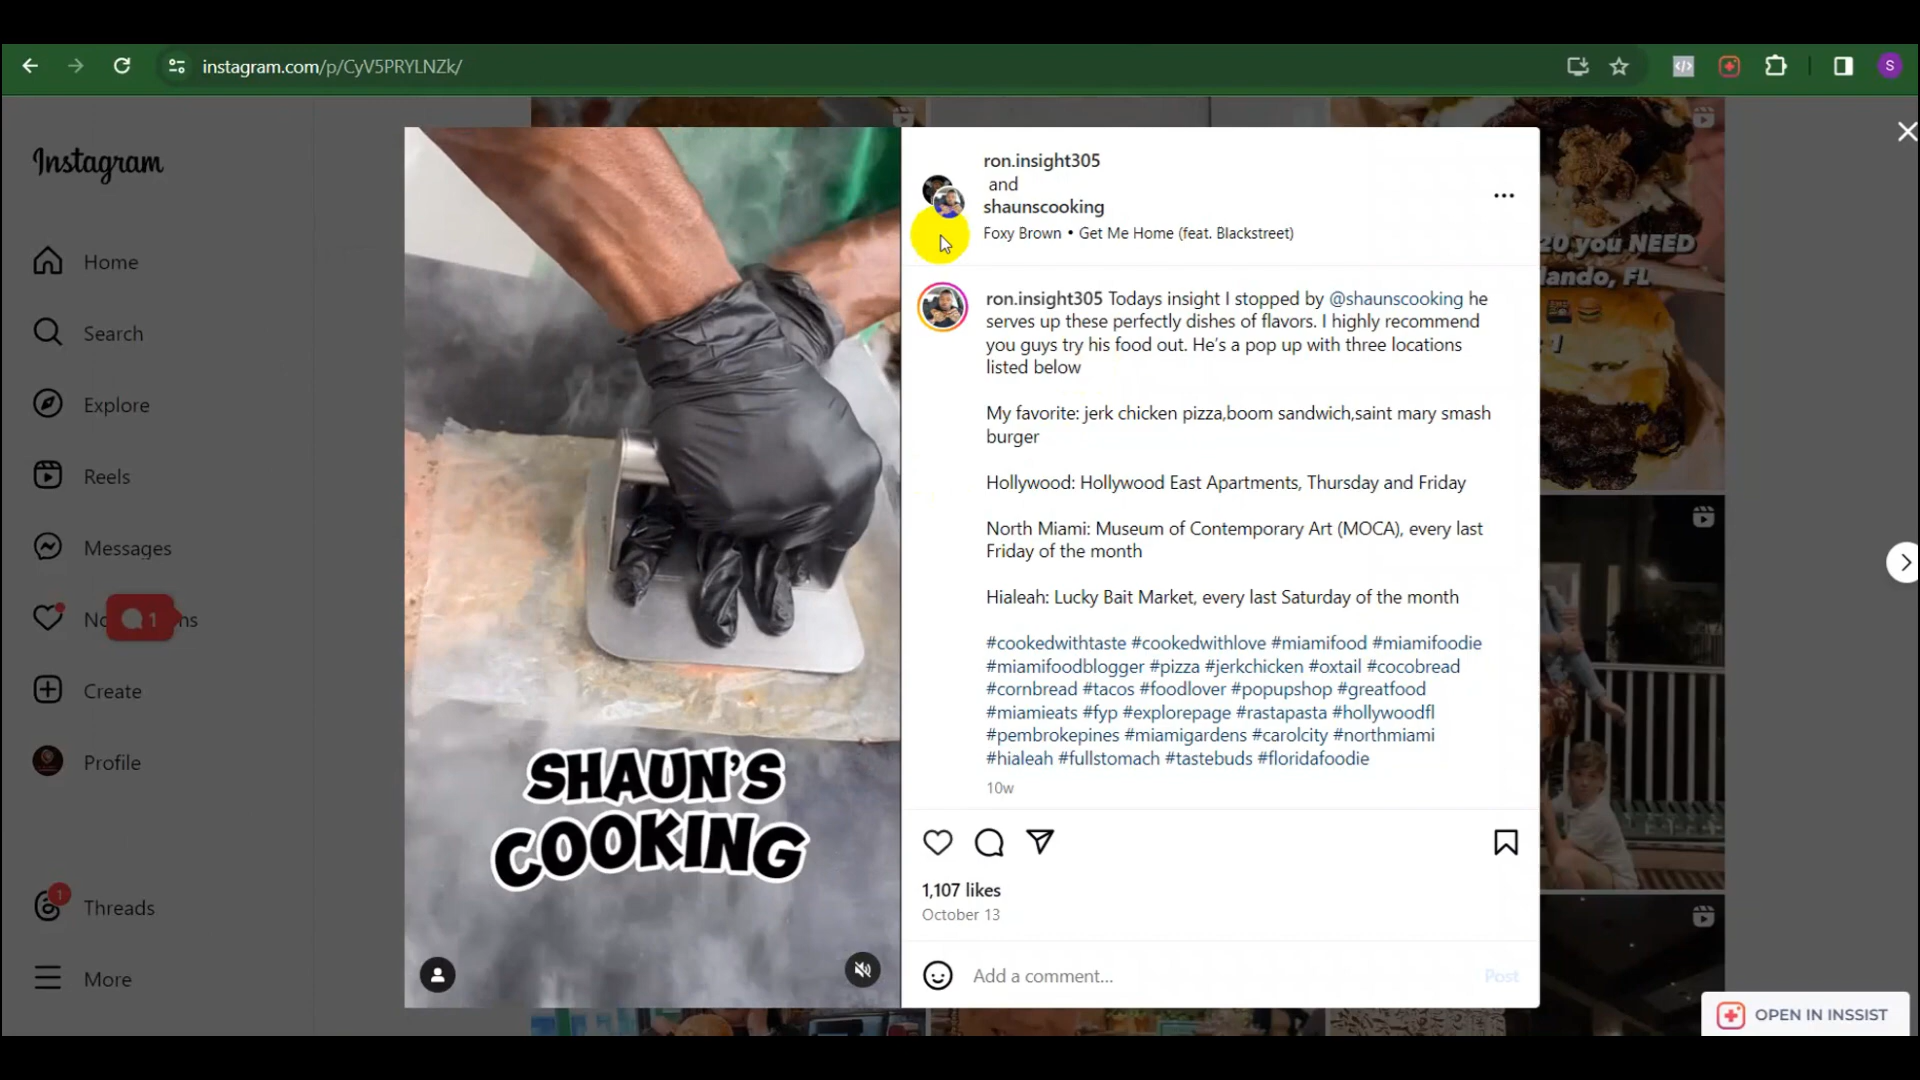 instagram.com/p/CyV5PRYLNZk/
S
Instagram
Home
Search
Explore
Reels
Messages
1
Create
Profile
1
Threads
More
SHAUN'S
COOKING
ron.insight305
and
shaunscooking
Foxy Brown • Get Me Home (feat. Blackstreet)
ron.insight305 Todays insight I stopped by @shaunscooking he
serves up these perfectly dishes of flavors. I highly recommend
you guys try his food out. He's a pop up with three locations
listed below
My favorite: jerk chicken pizza,boom sandwich,saint mary smash
burger
Hollywood: Hollywood East Apartments, Thursday and Friday
North Miami: Museum of Contemporary Art (MOCA), every last
Friday of the month
Hialeah: Lucky Bait Market, every last Saturday of the month
#cookedwithtaste #cookedwithlove #miamifood #miamifoodie
#miamifoodblogger #pizza #jerkchicken #oxtail #cocobread
#cornbread #tacos #foodlover #popupshop #greatfood
#miamieats #fyp #explorepage #rastapasta #hollywoodfl
#pembrokepines #miamigardens #carolcity #northmiami
#hialeah #fullstomach #tastebuds #floridafoodie
10w
1,107 likes
October 13
Add a comment...
Post
20 you NEED
OPEN IN INSSIST